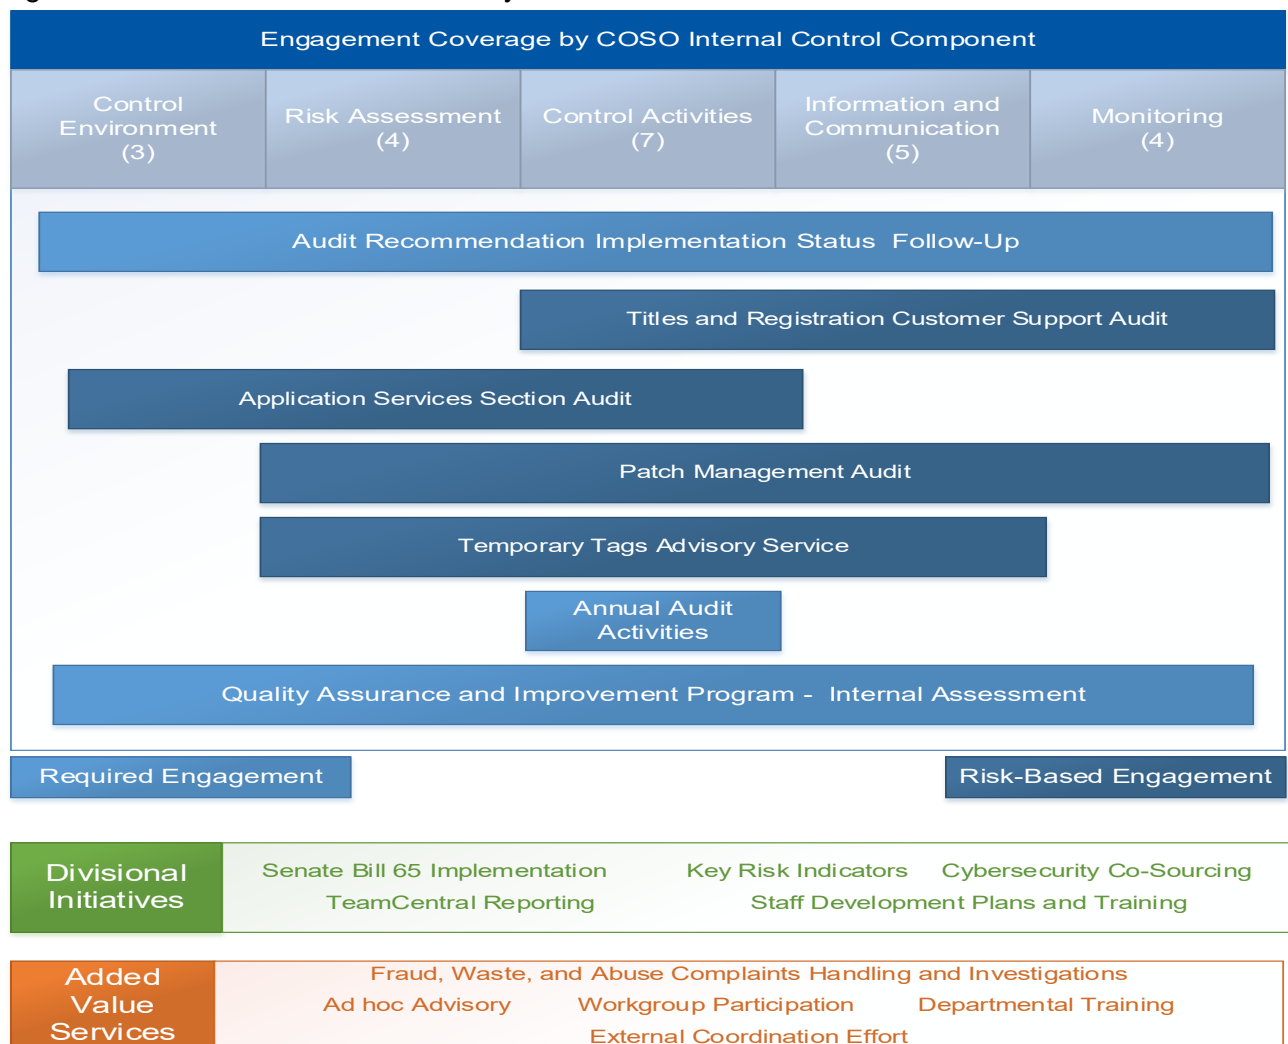 Engagement Coverage by COSO Internal Control Component
Control
Environment
(3)
Risk Assessment
(4)
Control Activities
(7)
Information and
Communication
(5)
Monitoring
(4)
Audit Recommendation Implementation Status Follow-Up
Titles and Registration Customer Support Audit
Application Services Section Audit
Patch Management Audit
Temporary Tags Advisory Service
Annual Audit
Activities
Quality Assurance and Improvement Program - Internal Assessment
Required Engagement
Risk-Based Engagement
Divisional
Initiatives
Senate Bill 65 Implementation Key Risk Indicators Cybersecurity Co-Sourcing
TeamCentral Reporting Staff Development Plans and Training
Added
Value
Services
Fraud, Waste, and Abuse Complaints Handling and Investigations
Ad hoc Advisory Workgroup Participation Departmental Training
External Coordination Effort